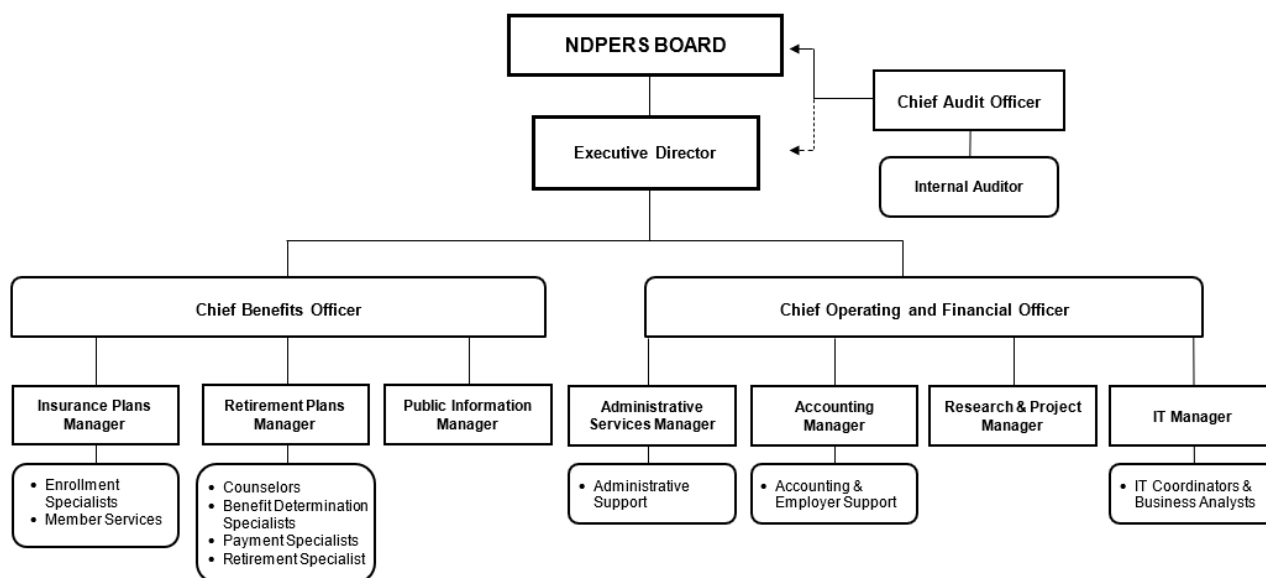 NDPERS BOARD
Chief Audit Officer
Executive Director
Internal Auditor
Chief Benefits Officer
Chief Operating and Financial Officer
Insurance Plans
Manager
Retirement Plans
Manager
Public Information
Manager
Administrative
Services Manager
Accounting
Manager
Research & Project
Manager
IT Manager
• Enrollment
Specialists
• Member Services
• Counselors
• Benefit Determination
Specialists
• Payment Specialists
• Retirement Specialist
• Administrative
Support
• Accounting &
Employer Support
• IT Coordinators &
Business Analysts